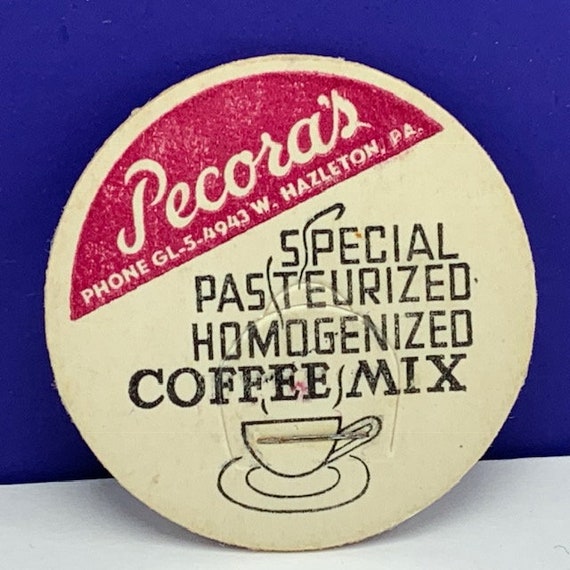 Pecora's
PHONE GL-5-4943 W. HAZLETON, PA.
SPECIAL
PASTEURIZED
HOMOGENIZED
COFFEE MIX